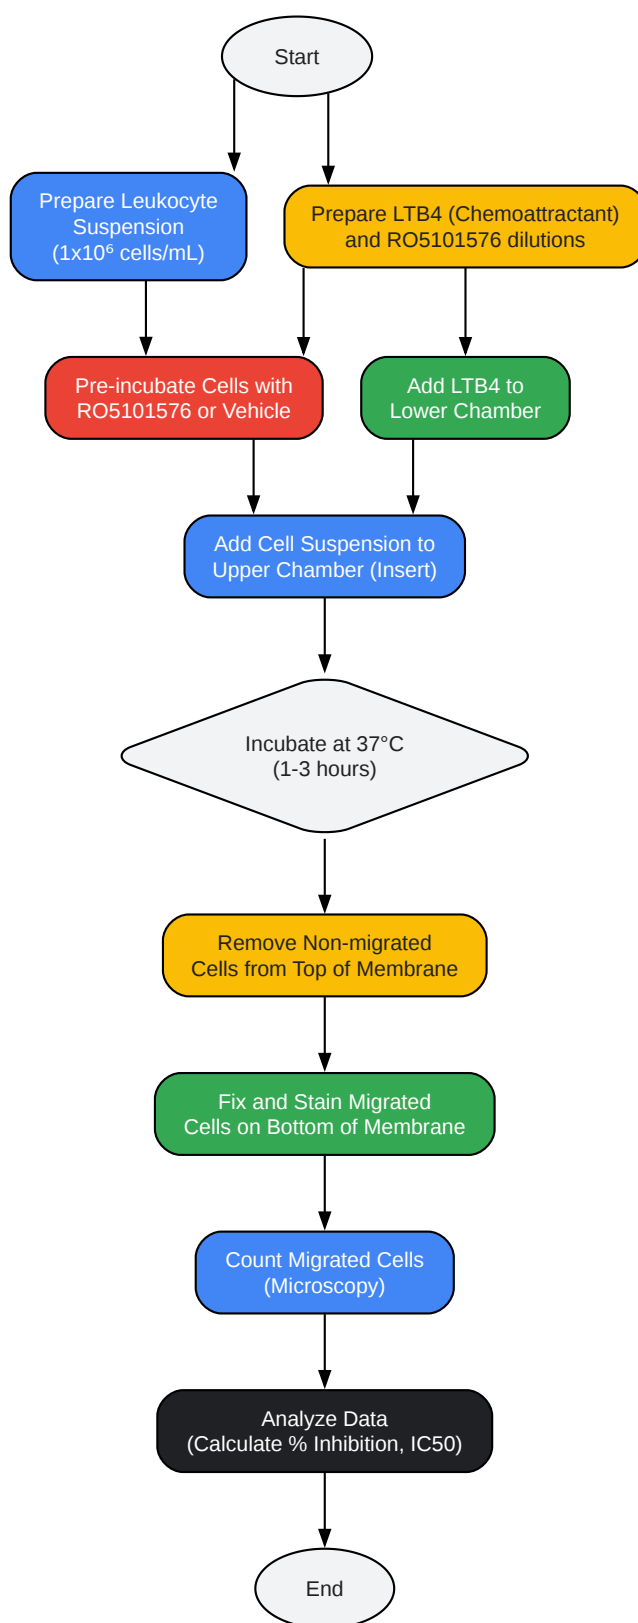 Start
Prepare Leukocyte
Suspension
(1x10⁶ cells/mL)
Prepare LTB4 (Chemoattractant)
and RO5101576 dilutions
Pre-incubate Cells with
RO5101576 or Vehicle
Add LTB4 to
Lower Chamber
Add Cell Suspension to
Upper Chamber (Insert)
Incubate at 37°C
(1-3 hours)
Remove Non-migrated
Cells from Top of Membrane
Fix and Stain Migrated
Cells on Bottom of Membrane
Count Migrated Cells
(Microscopy)
Analyze Data
(Calculate % Inhibition, IC50)
End